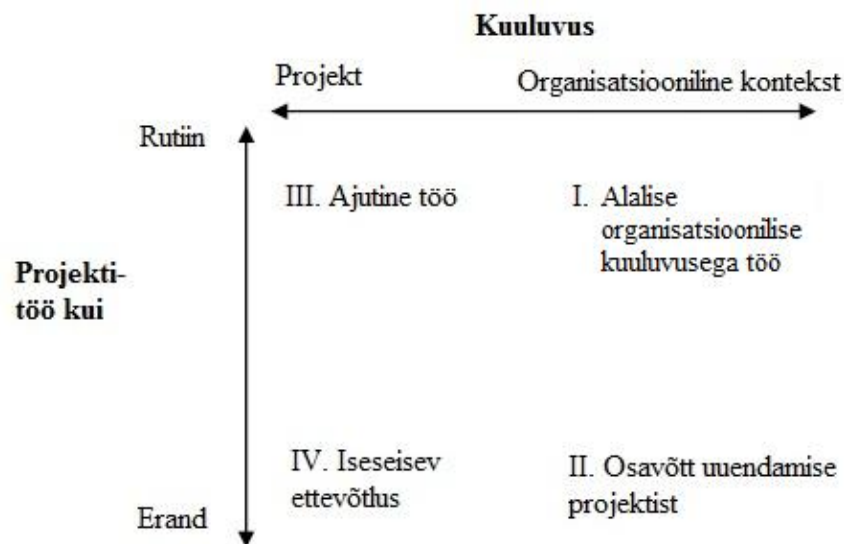 Kuuluvus
Projekt
Organisatsiooniline kontekst
Rutiin
III. Ajutine töö
I. Alalise
organisatsioonilise
kuuluvusega töö
Projekti-
töö kui
IV. Iseseisev
ettevõtlus
II. Osavõtt uuendamise
projektist
Erand